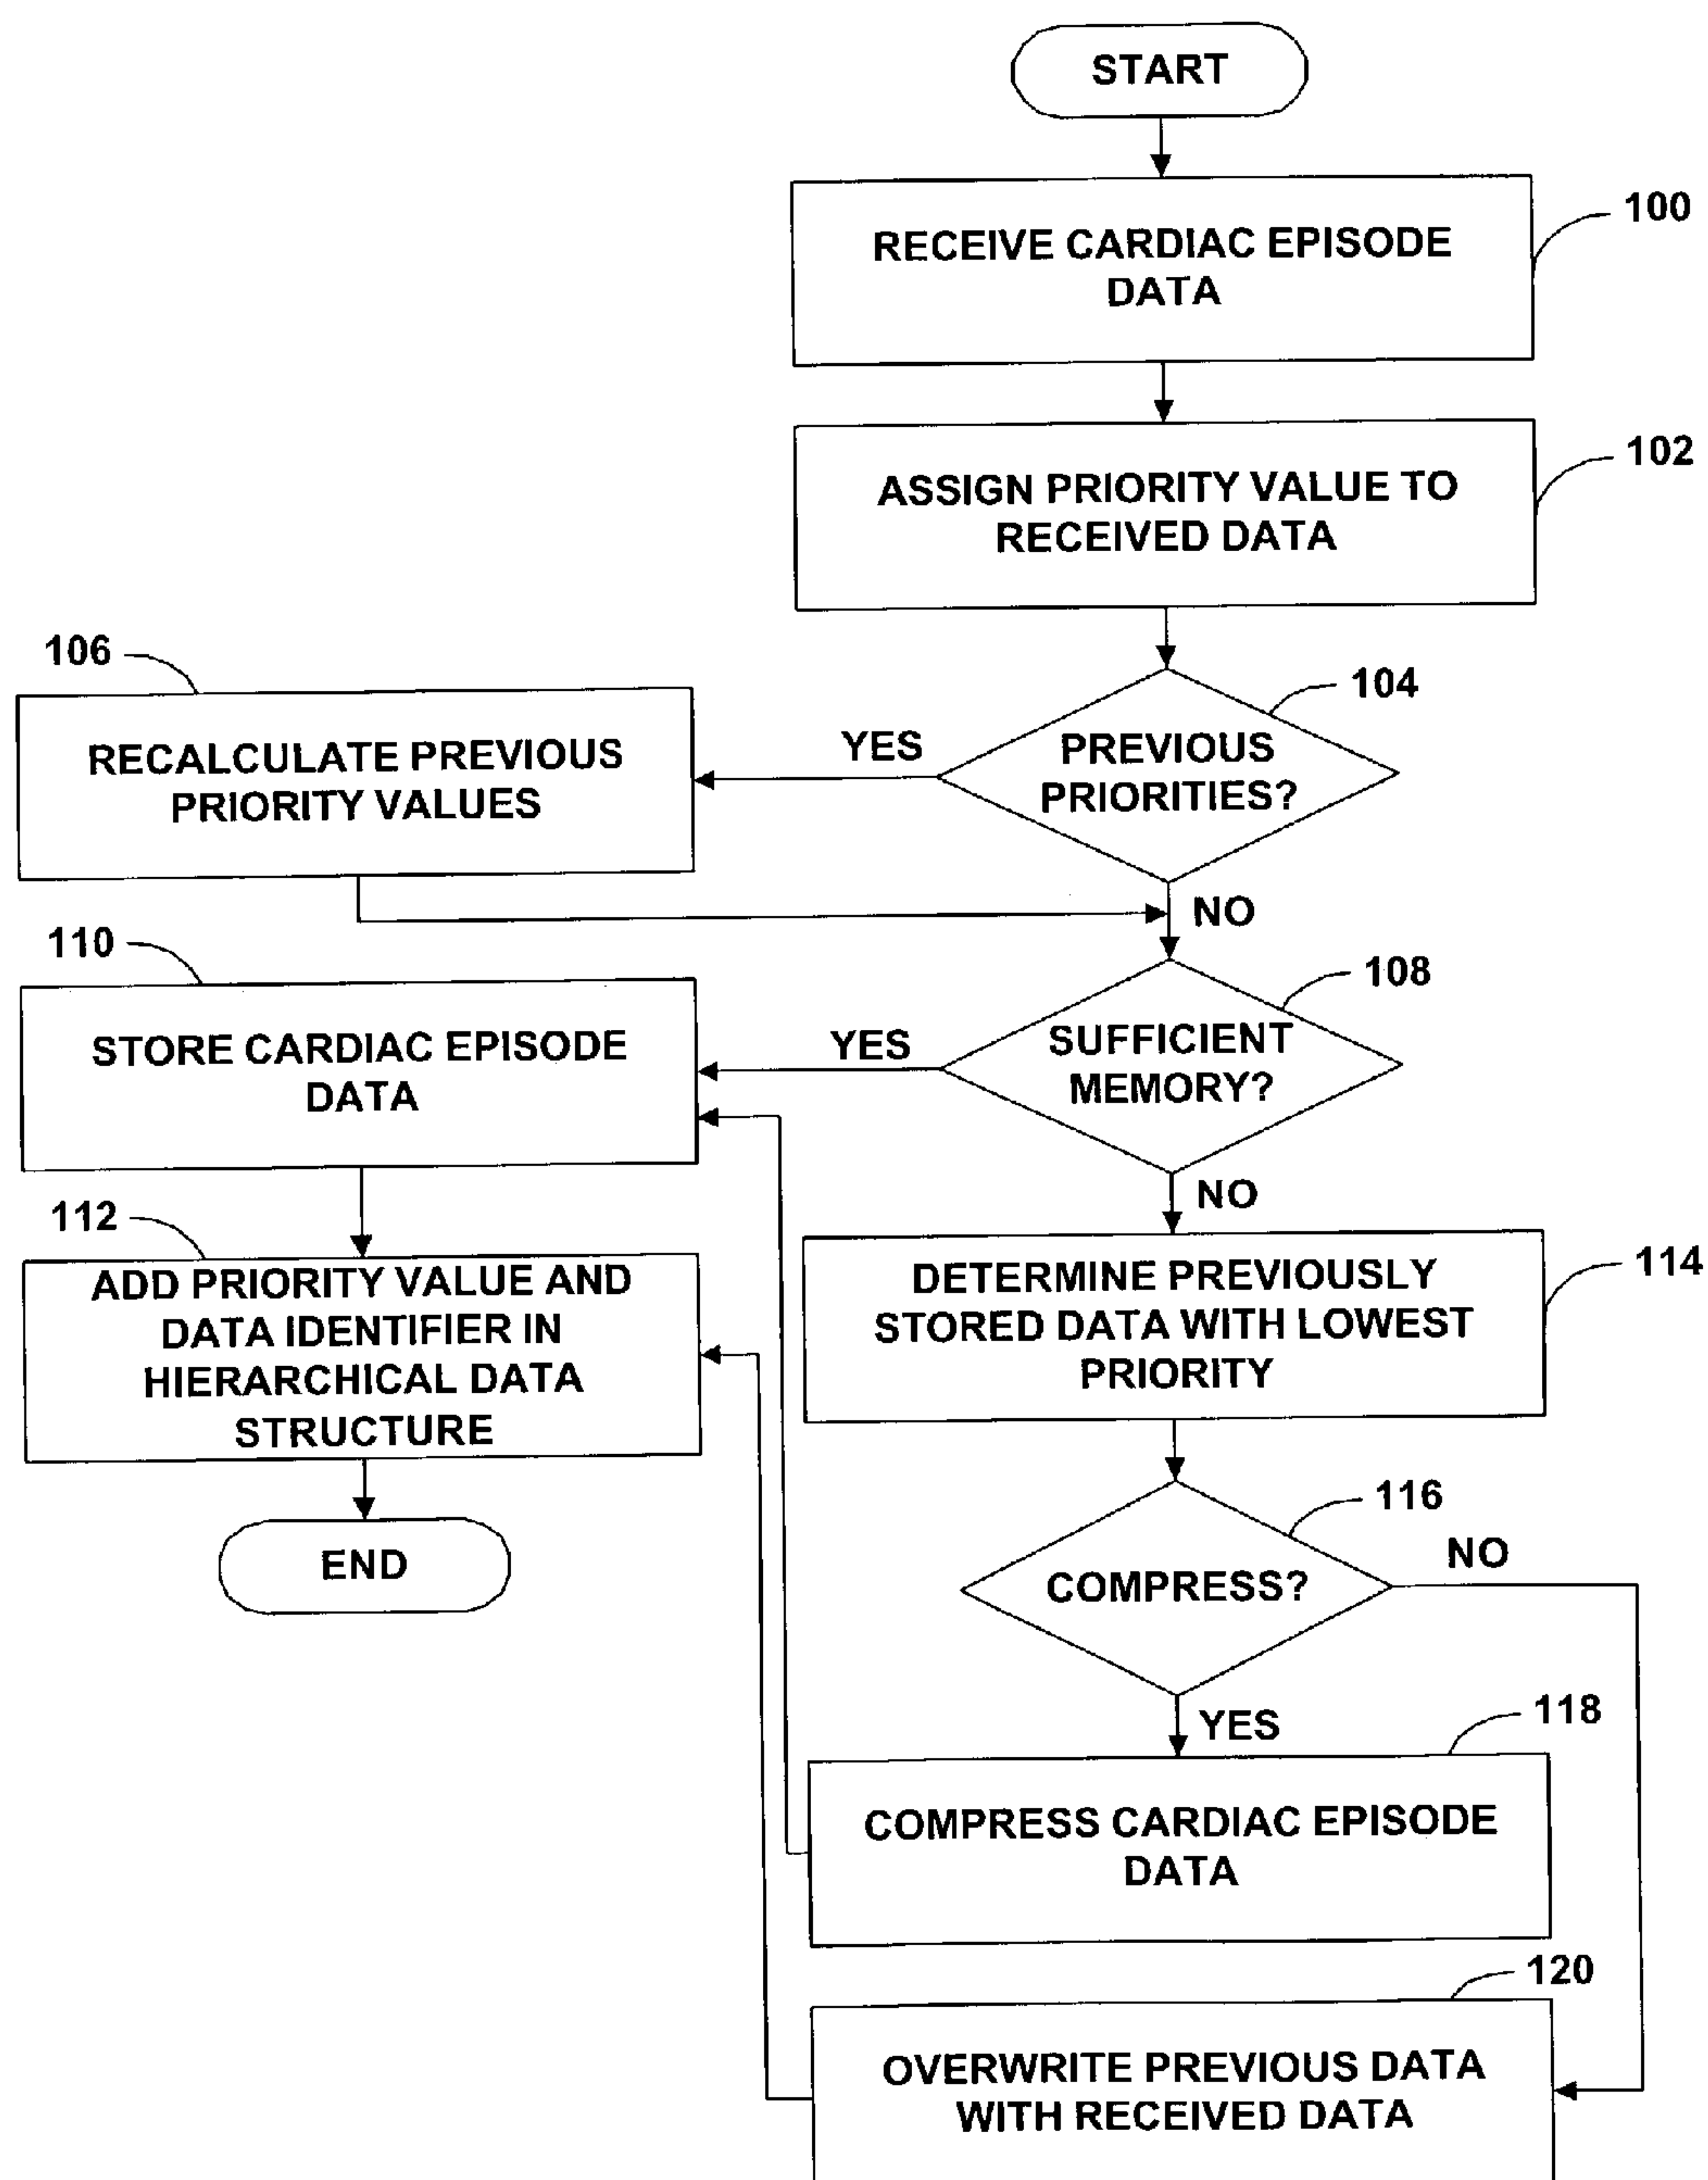 START
100
RECEIVE CARDIAC EPISODE
DATA
102
ASSIGN PRIORITY VALUE TO
RECEIVED DATA
106
104
RECALCULATE PREVIOUS
PRIORITY VALUES
YES
PREVIOUS
PRIORITIES?
NO
110
108
STORE CARDIAC EPISODE
DATA
YES
SUFFICIENT
MEMORY?
NO
112
114
ADD PRIORITY VALUE AND
DATA IDENTIFIER IN
HIERARCHICAL DATA
STRUCTURE
DETERMINE PREVIOUSLY
STORED DATA WITH LOWEST
PRIORITY
END
116
COMPRESS?
NO
YES
118
COMPRESS CARDIAC EPISODE
DATA
120
OVERWRITE PREVIOUS DATA
WITH RECEIVED DATA